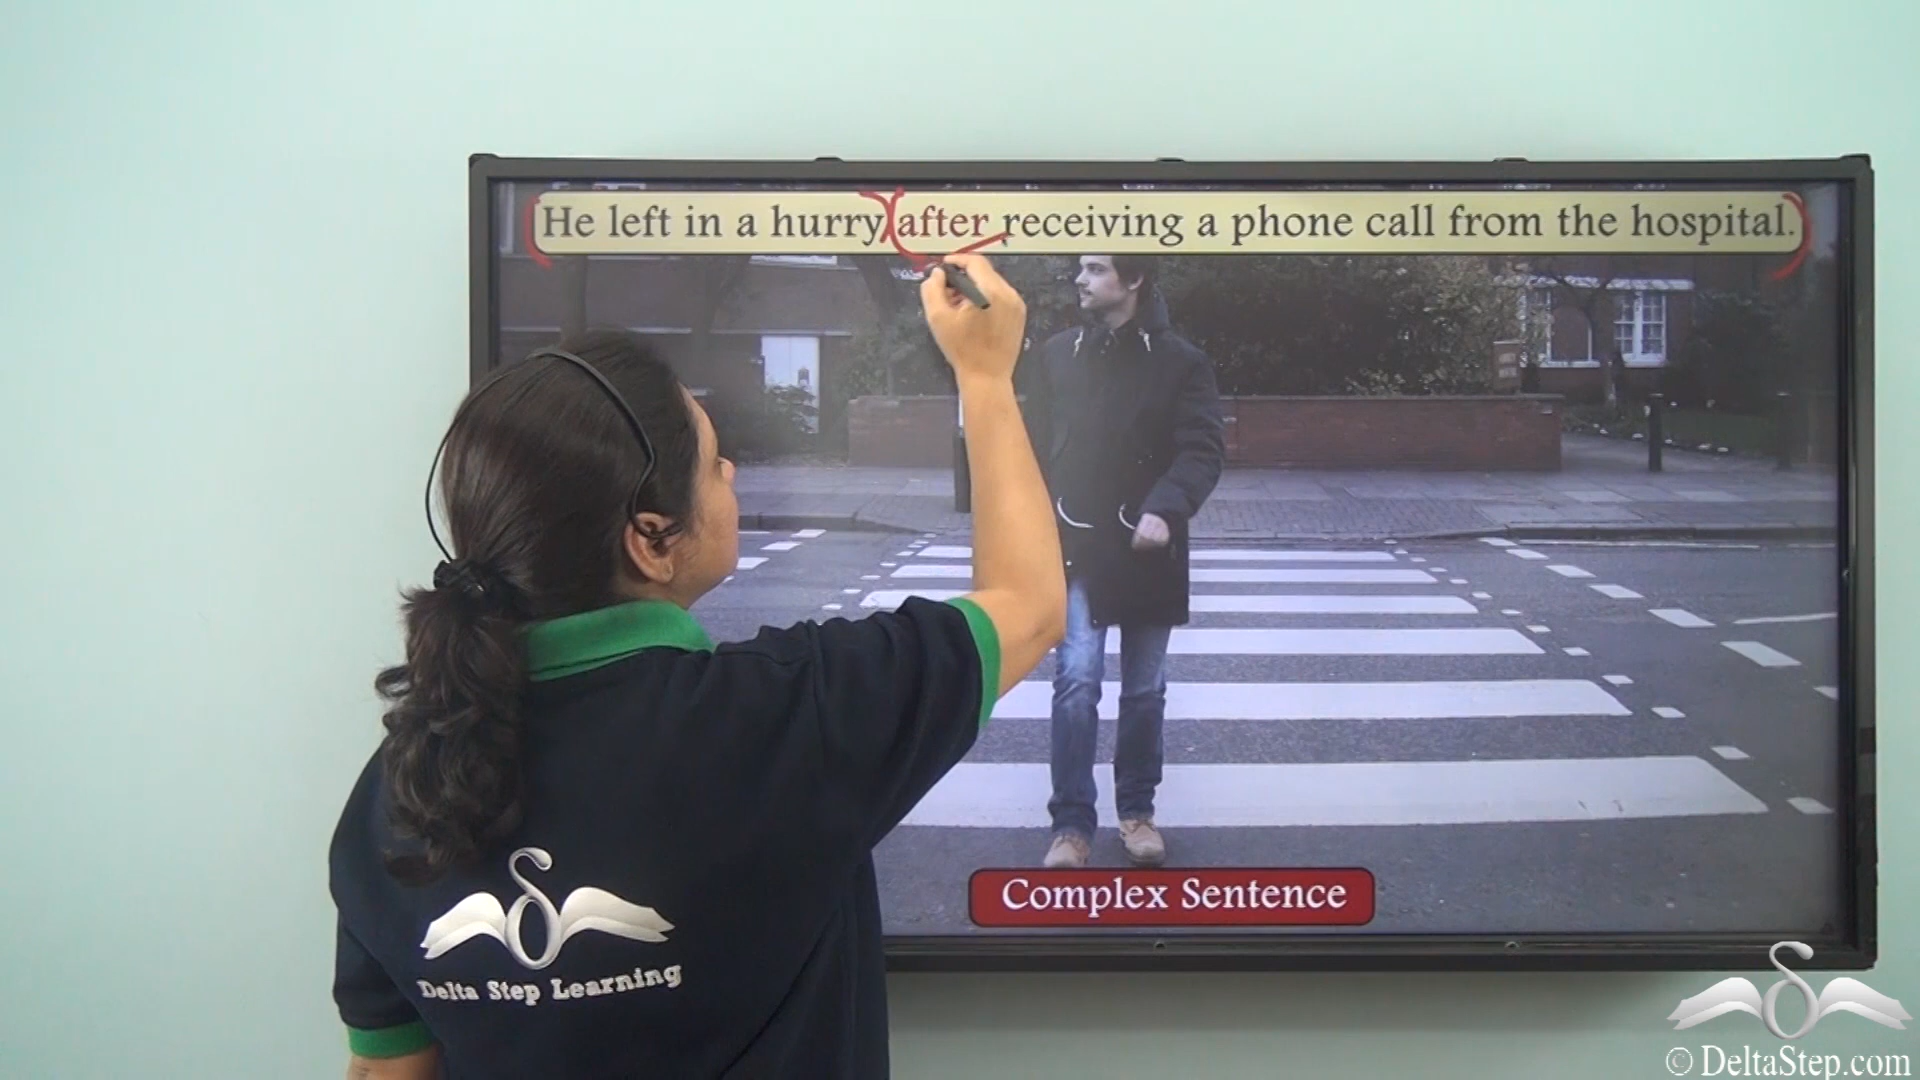 He left in a hurry after receiving a phone call from the hospital.
Complex Sentence
Delta Step Learning
© DeltaStep.com